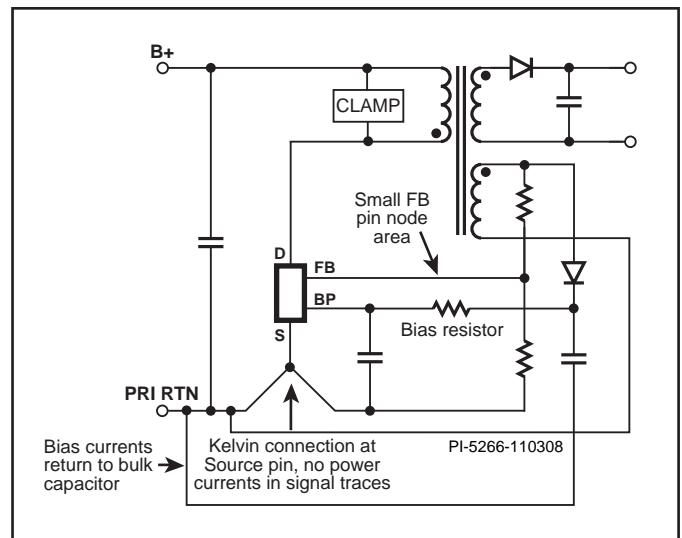 B+
CLAMP
Small FB
pin node
area
D
FB
BP
S
Bias resistor
PRI RTN
PI-5266-110308
Bias currents
return to bulk
capacitor
Kelvin connection at
Source pin, no power
currents in signal traces